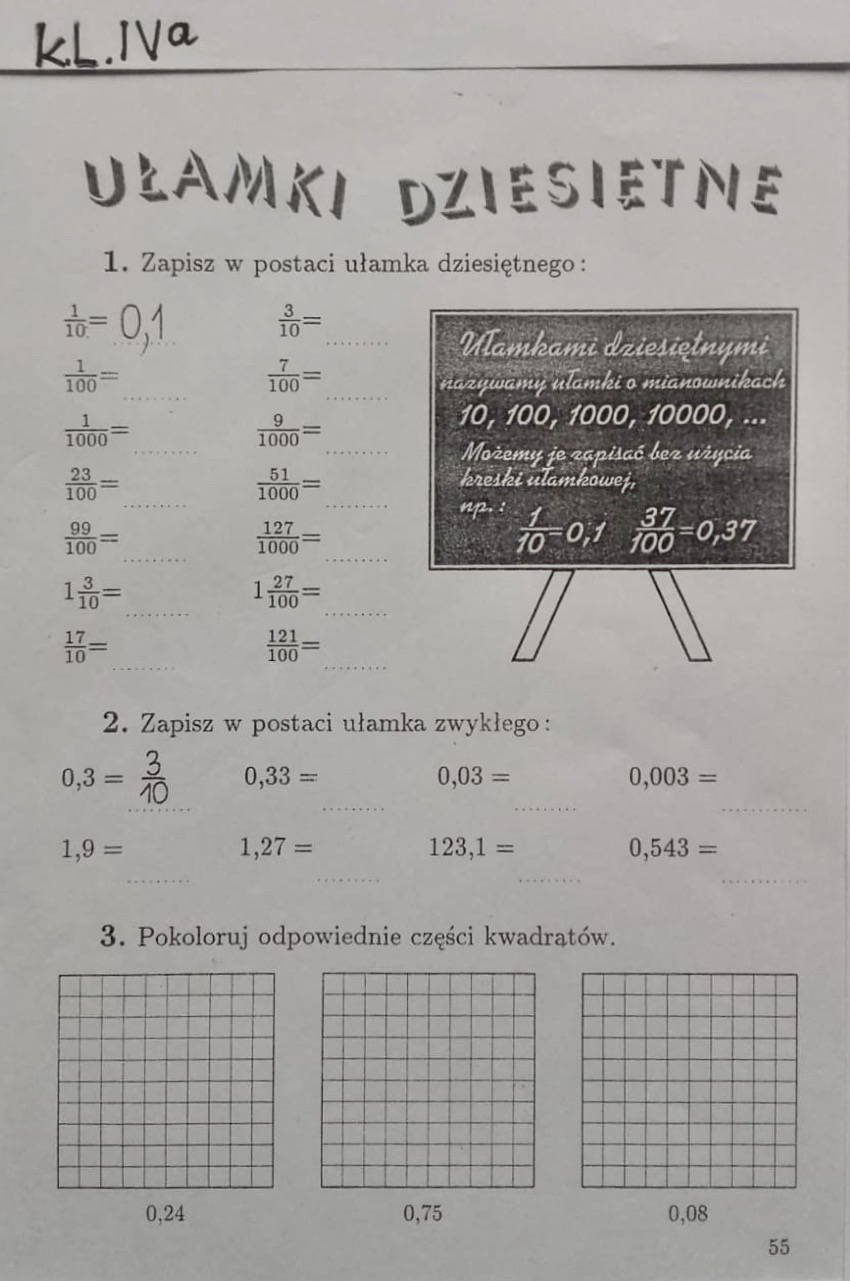 kL.IVa
UŁAMKI DZIESIĘTNE
1. Zapisz w postaci ułamka dziesiętnego:
1/10 = 0,1    3/10 =
1/100 =    7/100 =
1/1000 =    9/1000 =
23/100 =    51/1000 =
99/100 =    127/1000 =
1 3/10 =    1 27/100 =
17/10 =    121/100 =
Ułamkami dziesiętnymi
nazywamy ułamki o mianownikach
10, 100, 1000, 10000, ...
Możemy je zapisać bez użycia
kreski ułamkowej,
np.: 1/10 = 0,1  37/100 = 0,37
2. Zapisz w postaci ułamka zwykłego:
0,3 = 3/10    0,33 =    0,03 =    0,003 =
1,9 =    1,27 =    123,1 =    0,543 =
3. Pokoloruj odpowiednie części kwadratów.
0,24    0,75    0,08
55